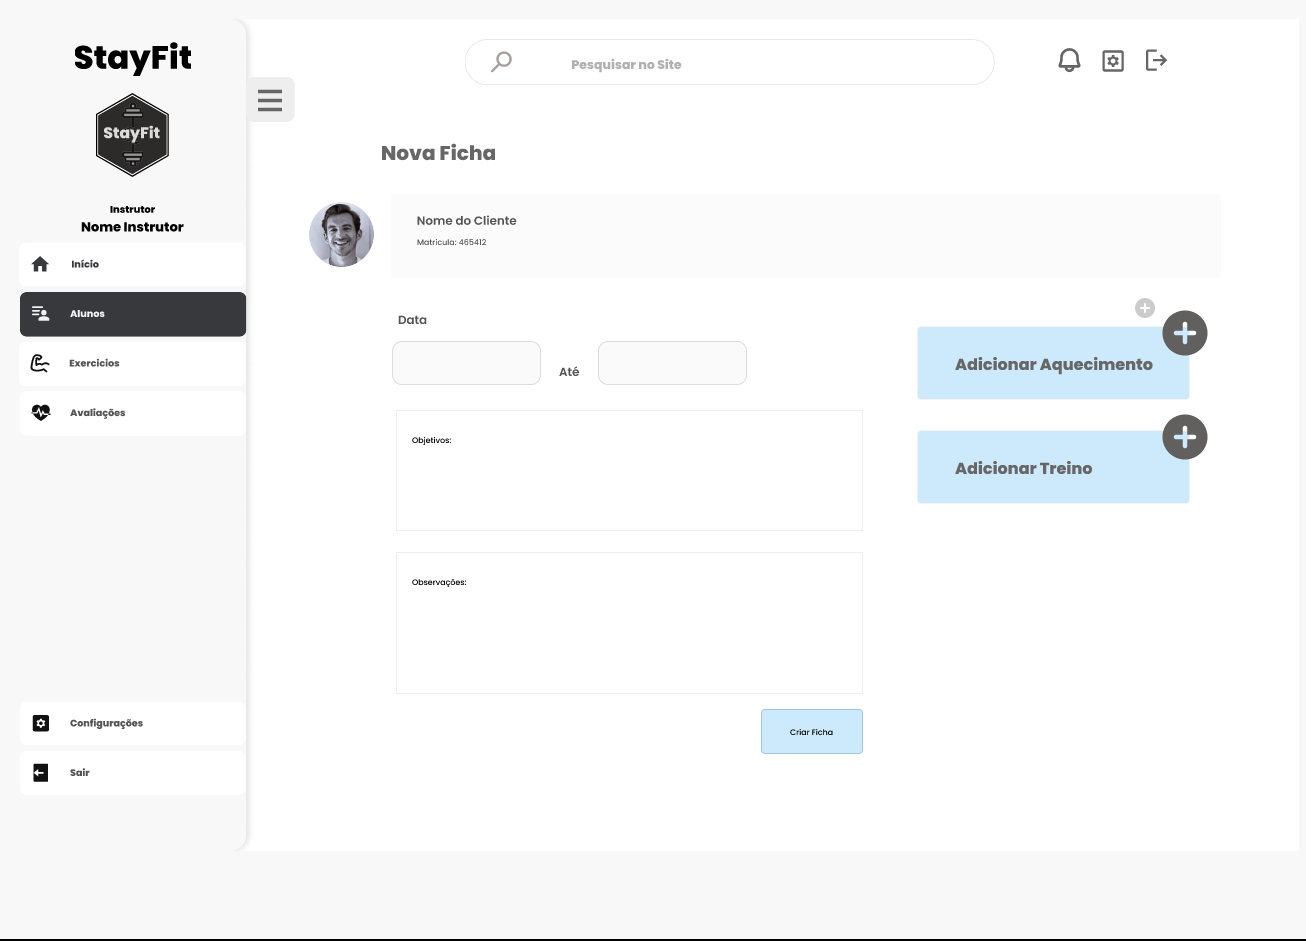 StayFit
StayFit
Instrutor
Nome Instrutor
Início
Alunos
Exercicios
Avaliações
Configurações
Sair
Pesquisar no Site
Nova Ficha
Nome do Cliente
Matricula: 465412
Data
Até
Objetivos:
Observações:
Criar Ficha
Adicionar Aquecimento
Adicionar Treino